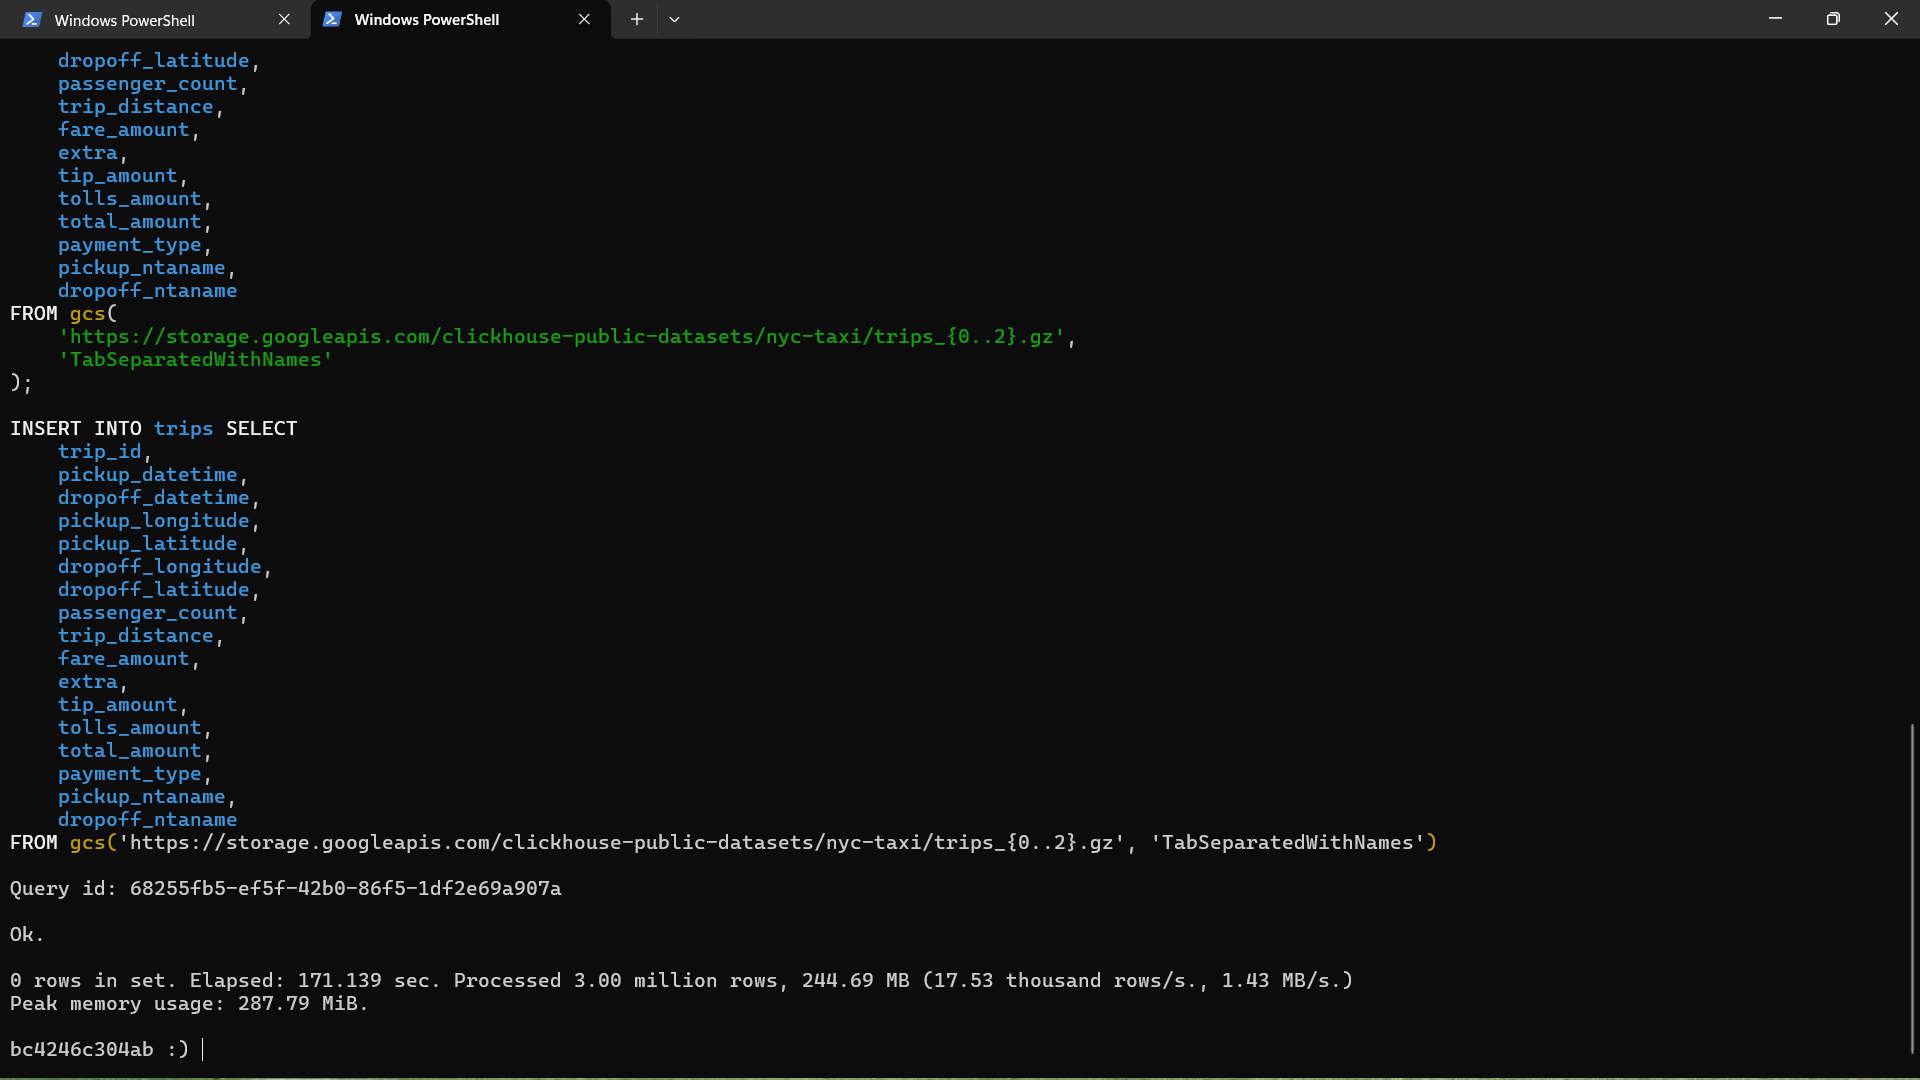 Windows PowerShell
Windows PowerShell
    dropoff_latitude,
    passenger_count,
    trip_distance,
    fare_amount,
    extra,
    tip_amount,
    tolls_amount,
    total_amount,
    payment_type,
    pickup_ntaname,
    dropoff_ntaname
FROM gcs(
    'https://storage.googleapis.com/clickhouse-public-datasets/nyc-taxi/trips_{0..2}.gz',
    'TabSeparatedWithNames'
);
INSERT INTO trips SELECT
    trip_id,
    pickup_datetime,
    dropoff_datetime,
    pickup_longitude,
    pickup_latitude,
    dropoff_longitude,
    dropoff_latitude,
    passenger_count,
    trip_distance,
    fare_amount,
    extra,
    tip_amount,
    tolls_amount,
    total_amount,
    payment_type,
    pickup_ntaname,
    dropoff_ntaname
FROM gcs('https://storage.googleapis.com/clickhouse-public-datasets/nyc-taxi/trips_{0..2}.gz', 'TabSeparatedWithNames')
Query id: 68255fb5-ef5f-42b0-86f5-1df2e69a907a
Ok.
0 rows in set. Elapsed: 171.139 sec. Processed 3.00 million rows, 244.69 MB (17.53 thousand rows/s., 1.43 MB/s.)
Peak memory usage: 287.79 MiB.
bc4246c304ab :)